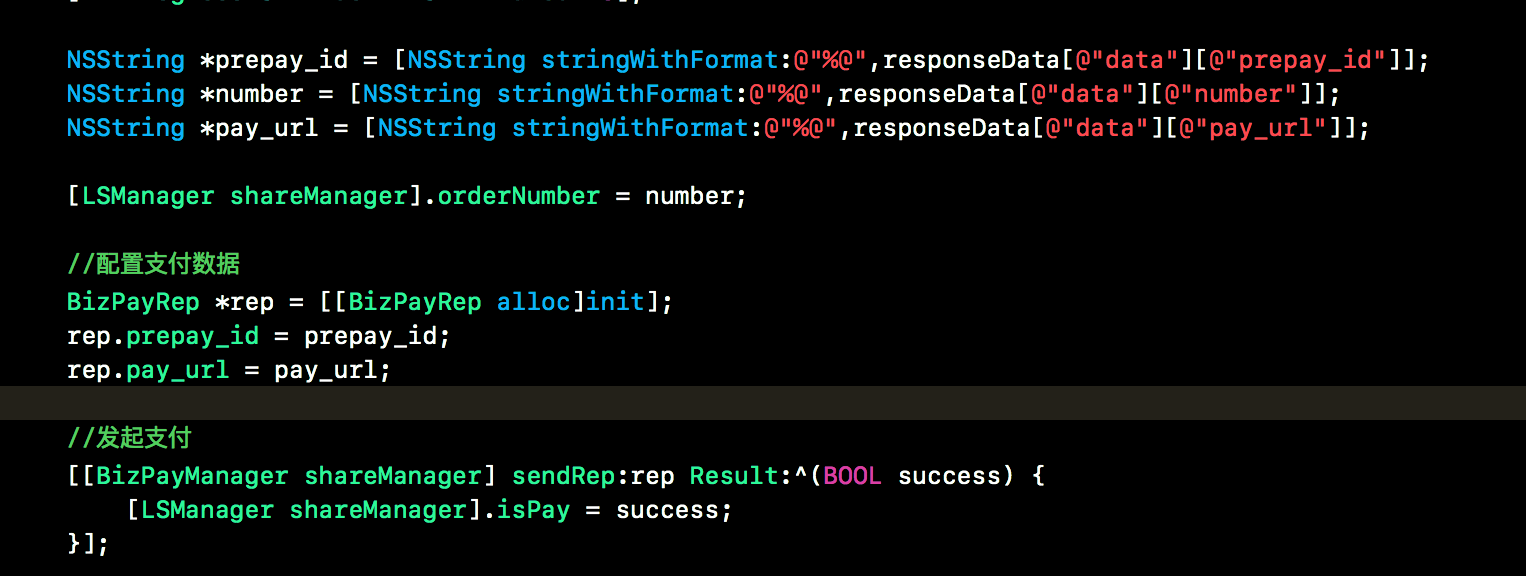 NSString *prepay_id = [NSString stringWithFormat:@"%@",responseData[@"data"][@"prepay_id"]];
NSString *number = [NSString stringWithFormat:@"%@",responseData[@"data"][@"number"]];
NSString *pay_url = [NSString stringWithFormat:@"%@",responseData[@"data"][@"pay_url"]];
[LSManager shareManager].orderNumber = number;
//配置支付数据
BizPayRep *rep = [[BizPayRep alloc]init];
rep.prepay_id = prepay_id;
rep.pay_url = pay_url;
//发起支付
[[BizPayManager shareManager] sendRep:rep Result:^(BOOL success) {
    [LSManager shareManager].isPay = success;
}];